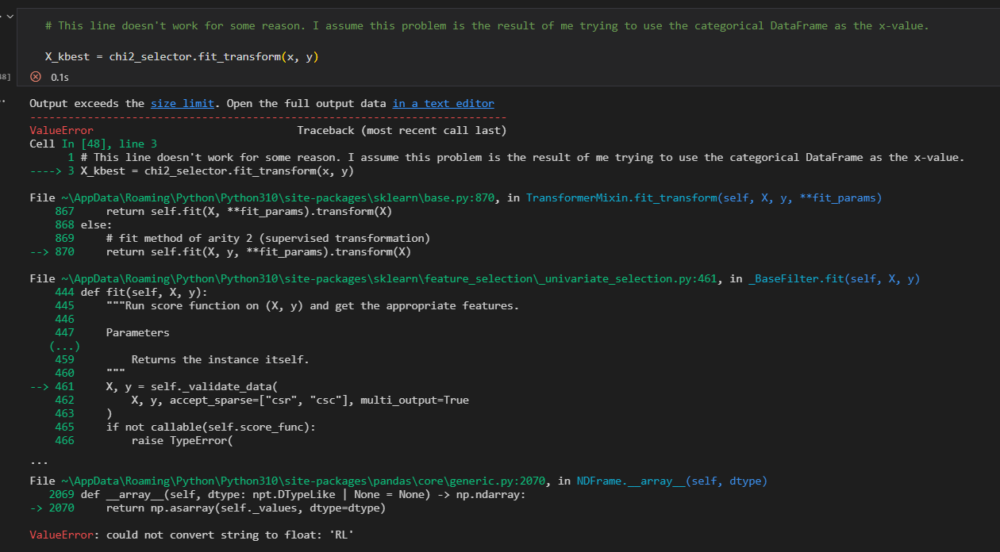 # This line doesn't work for some reason. I assume this problem is the result of me trying to use the categorical DataFrame as the x-value.
X_kbest = chi2_selector.fit_transform(x, y)
48]
0.1s
Output exceeds the size limit. Open the full output data in a text editor
---------------------------------------------------------------------------
ValueError                                Traceback (most recent call last)
Cell In [48], line 3
      1 # This line doesn't work for some reason. I assume this problem is the result of me trying to use the categorical DataFrame as the x-value.
----> 3 X_kbest = chi2_selector.fit_transform(x, y)
File ~\AppData\Roaming\Python\Python310\site-packages\sklearn\base.py:870, in TransformerMixin.fit_transform(self, X, y, **fit_params)
    867     return self.fit(X, **fit_params).transform(X)
    868 else:
    869     # fit method of arity 2 (supervised transformation)
--> 870     return self.fit(X, y, **fit_params).transform(X)
File ~\AppData\Roaming\Python\Python310\site-packages\sklearn\feature_selection\_univariate_selection.py:461, in _BaseFilter.fit(self, X, y)
    444 def fit(self, X, y):
    445     """Run score function on (X, y) and get the appropriate features.
    446
    447     Parameters
   (...)
    459         Returns the instance itself.
    460     """
--> 461     X, y = self._validate_data(
    462         X, y, accept_sparse=["csr", "csc"], multi_output=True
    463     )
    465     if not callable(self.score_func):
    466         raise TypeError(
...
File ~\AppData\Roaming\Python\Python310\site-packages\pandas\core\generic.py:2070, in NDFrame.__array__(self, dtype)
   2069 def __array__(self, dtype: npt.DTypeLike | None = None) -> np.ndarray:
-> 2070     return np.asarray(self._values, dtype=dtype)
ValueError: could not convert string to float: 'RL'